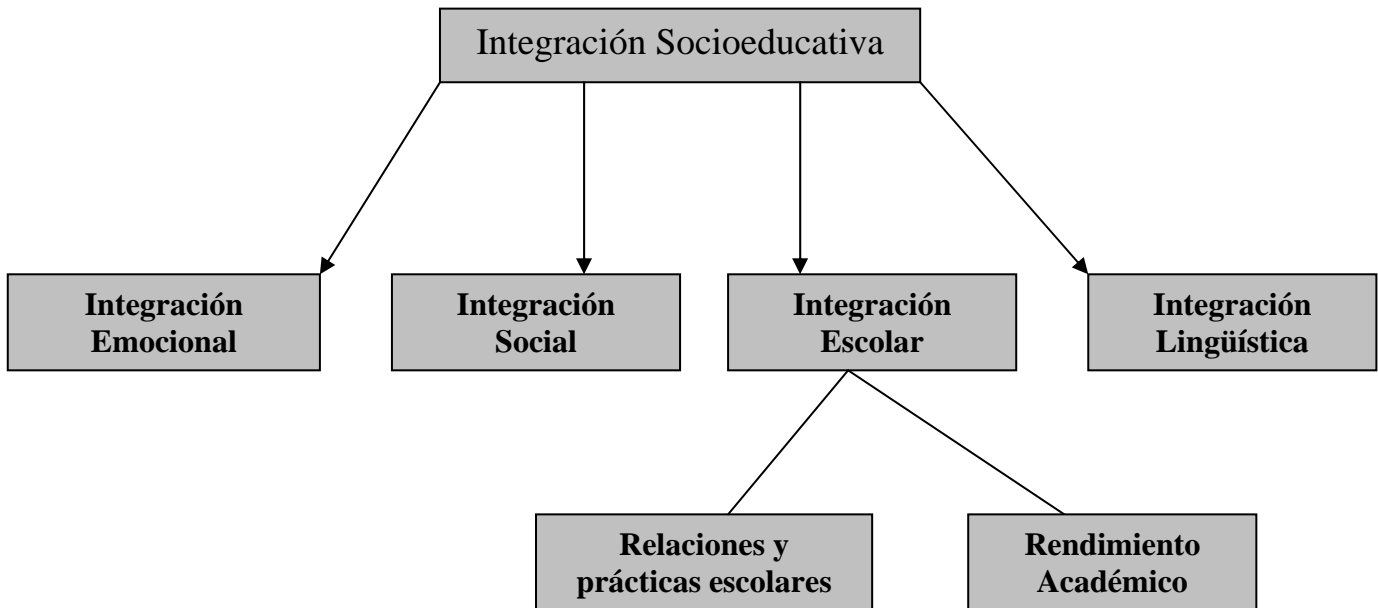 Integración Socioeducativa
Integración
Emocional
Integración
Social
Integración
Escolar
Integración
Lingüística
Relaciones y
prácticas escolares
Rendimiento
Académico